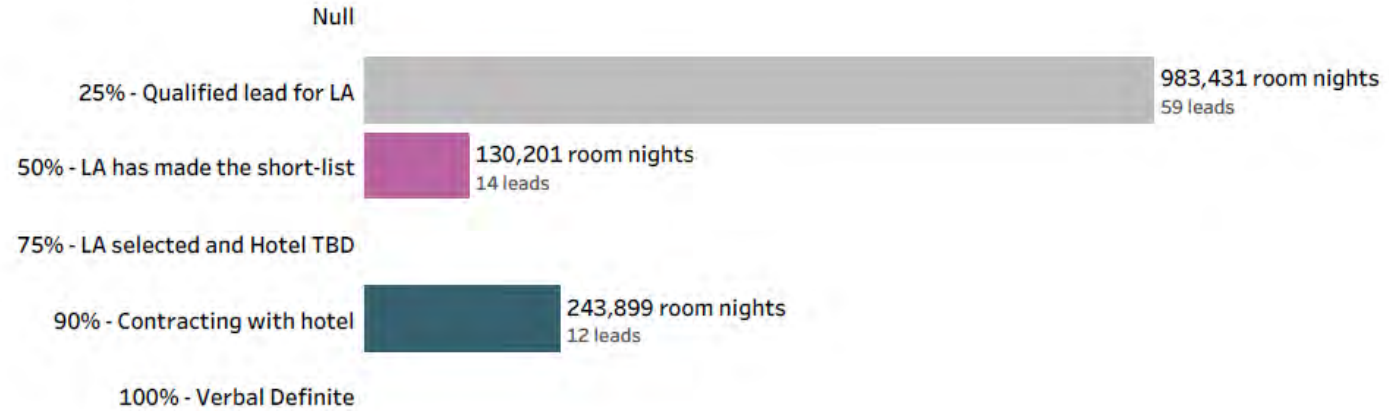 Null
25% - Qualified lead for LA
983,431 room nights
59 leads
50% - LA has made the short-list
130,201 room nights
14 leads
75% - LA selected and Hotel TBD
90% - Contracting with hotel
243,899 room nights
12 leads
100% - Verbal Definite